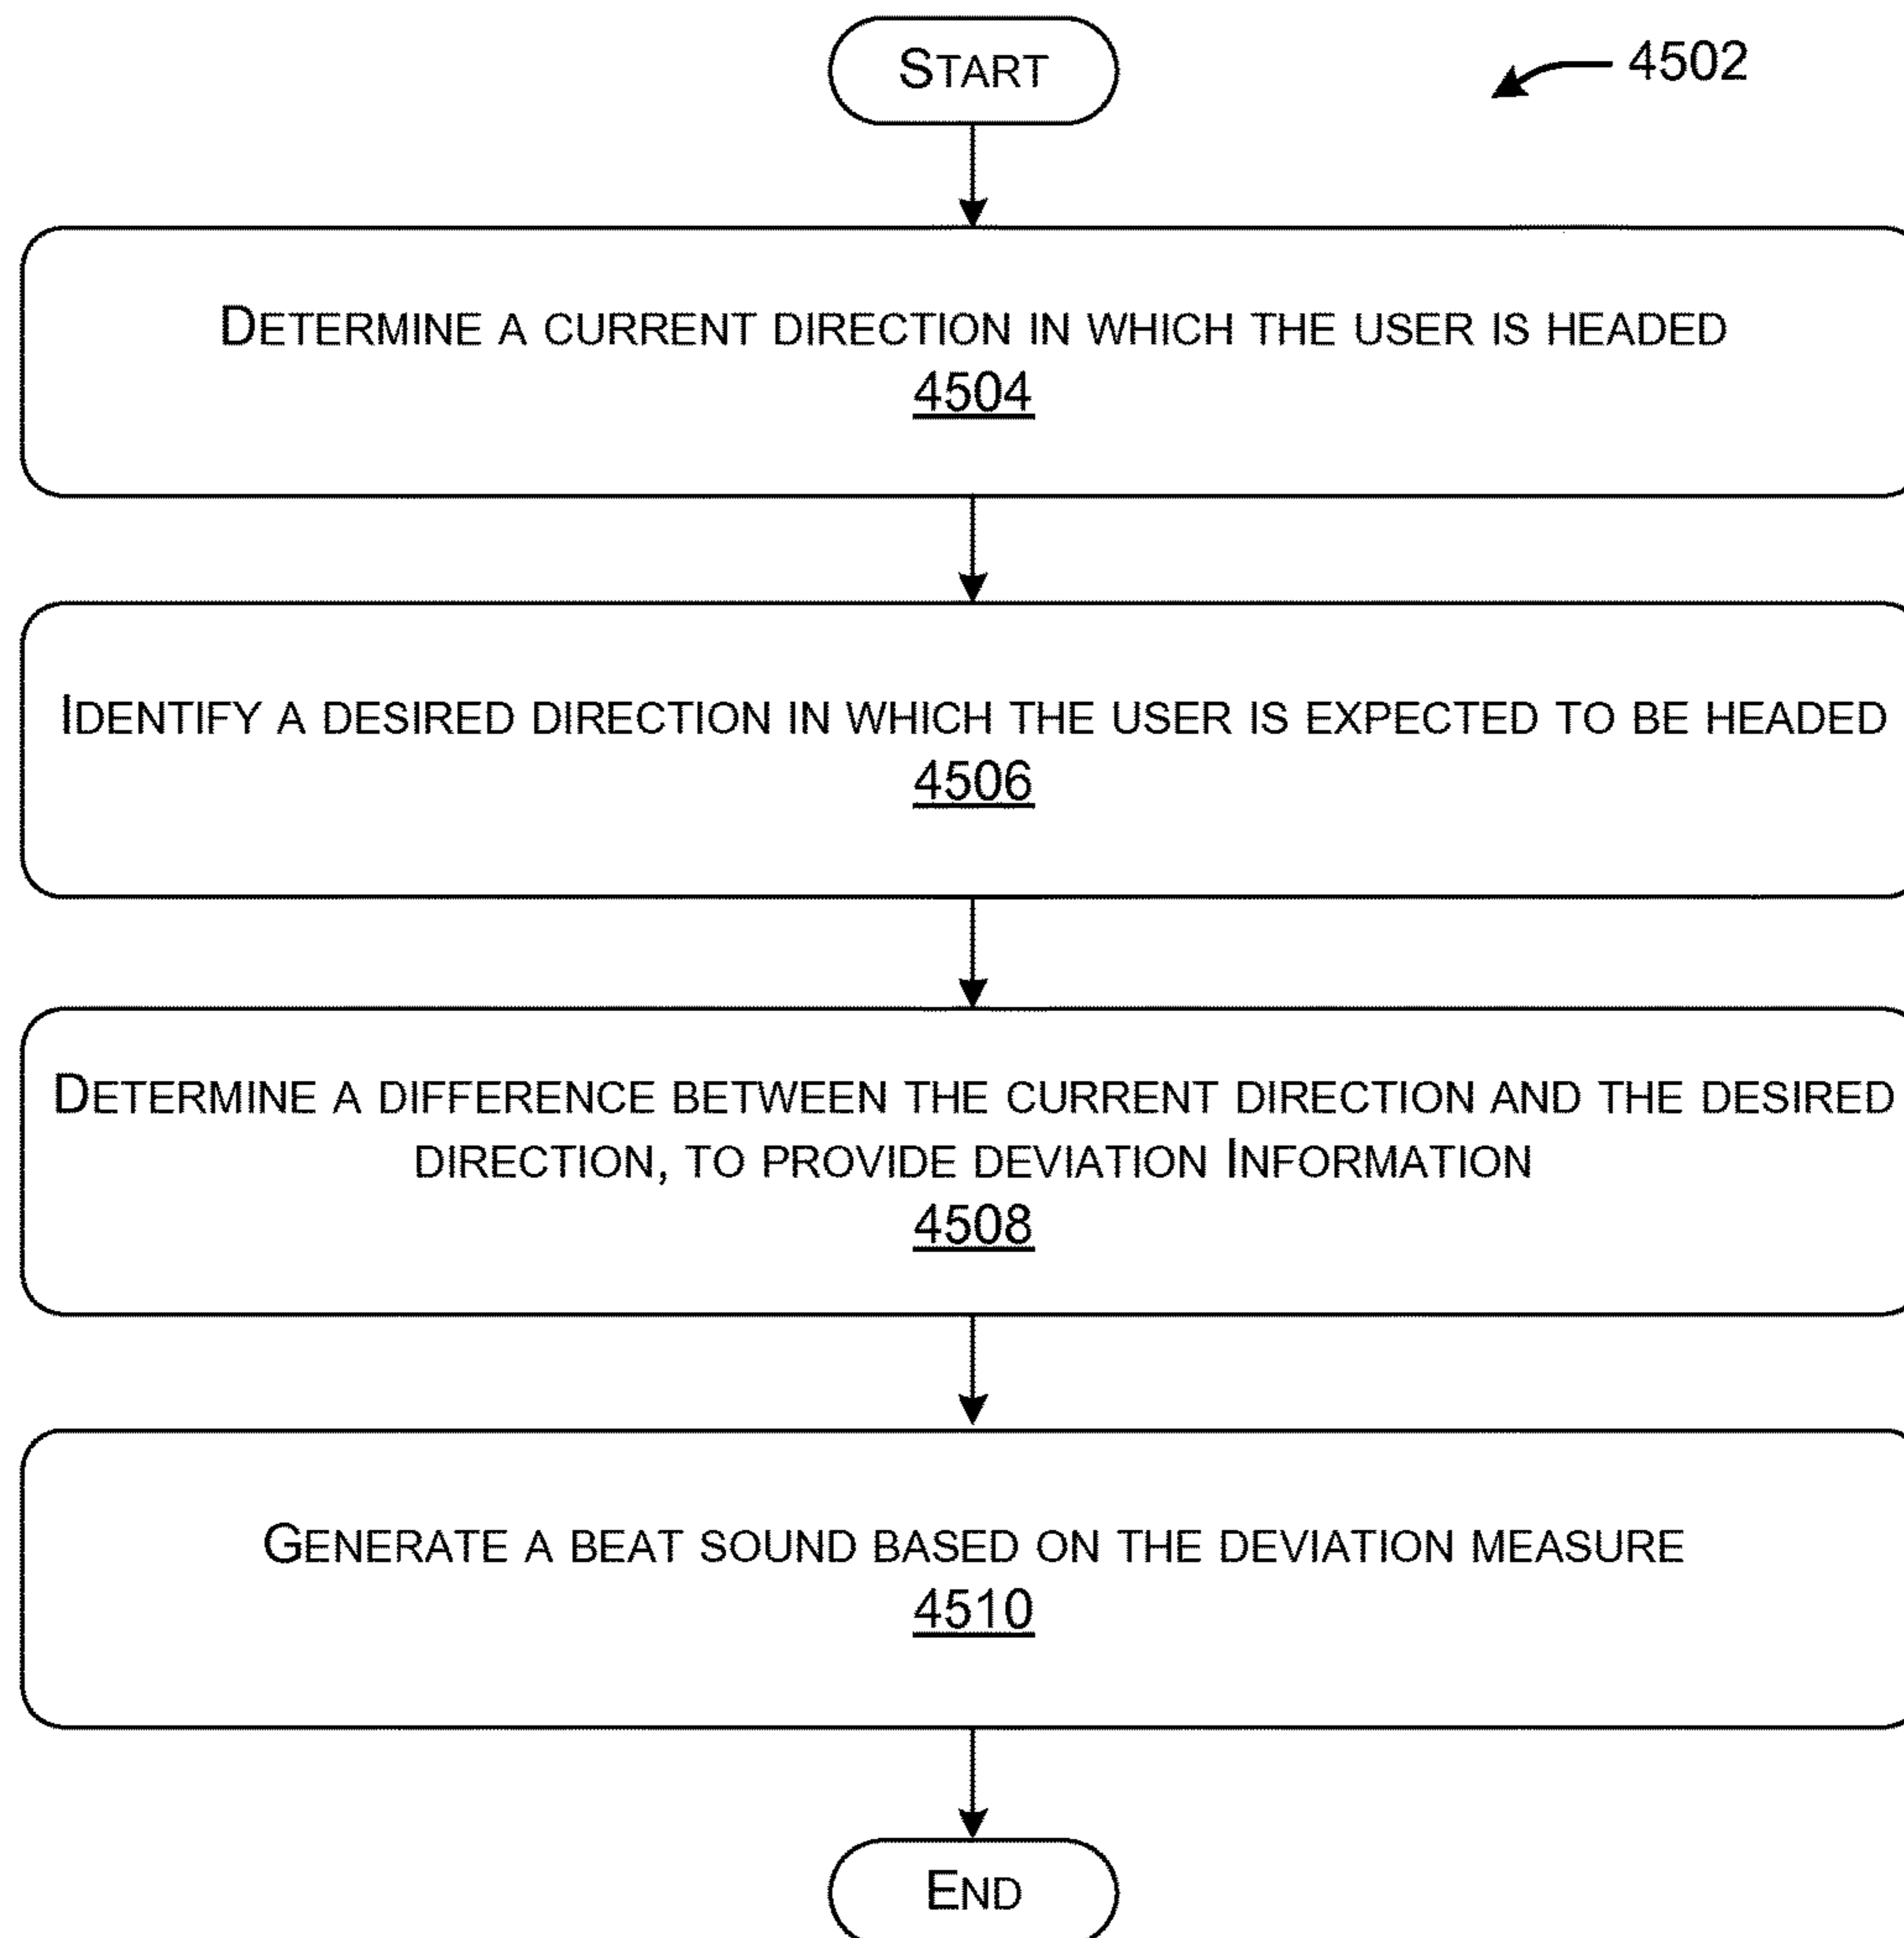 START
4502
DETERMINE A CURRENT DIRECTION IN WHICH THE USER IS HEADED
4504
IDENTIFY A DESIRED DIRECTION IN WHICH THE USER IS EXPECTED TO BE HEADED
4506
DETERMINE A DIFFERENCE BETWEEN THE CURRENT DIRECTION AND THE DESIRED
DIRECTION, TO PROVIDE DEVIATION INFORMATION
4508
GENERATE A BEAT SOUND BASED ON THE DEVIATION MEASURE
4510
END